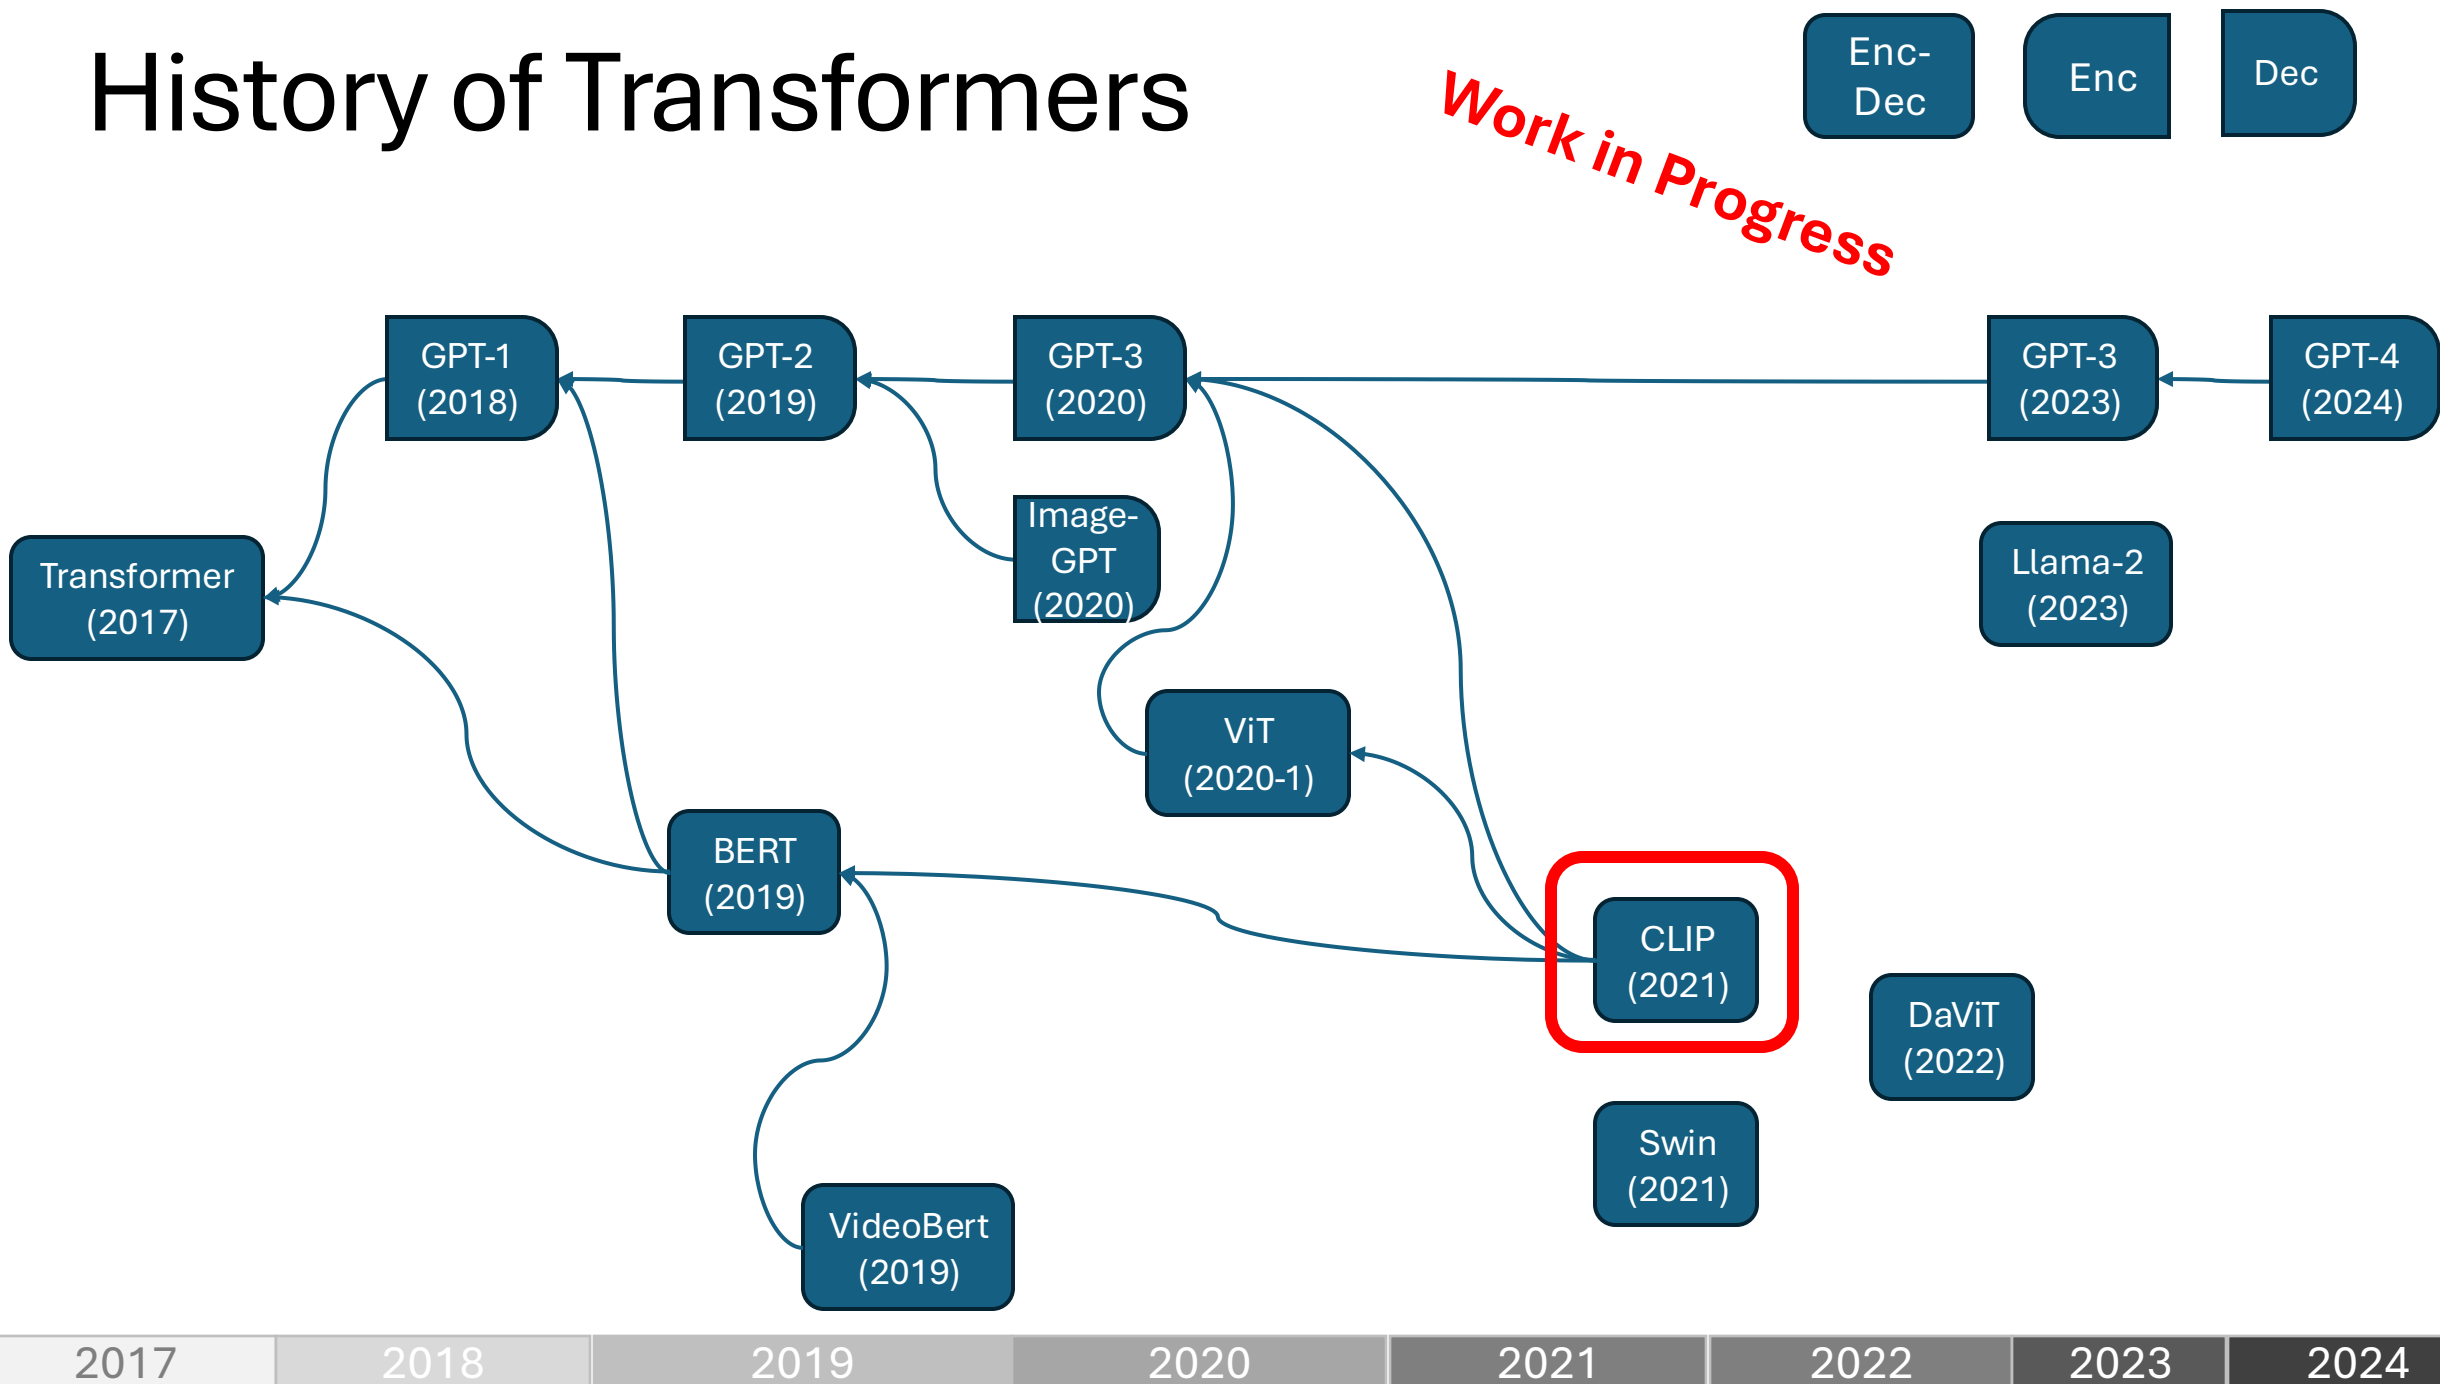 History of Transformers
Work in Progress
Enc-
Dec
Enc
Dec
GPT-1
(2018)
GPT-2
(2019)
GPT-3
(2020)
GPT-3
(2023)
GPT-4
(2024)
Image-
GPT
(2020)
Transformer
(2017)
Llama-2
(2023)
ViT
(2020-1)
BERT
(2019)
CLIP
(2021)
DaViT
(2022)
Swin
(2021)
VideoBert
(2019)
2017
2018
2019
2020
2021
2022
2023
2024